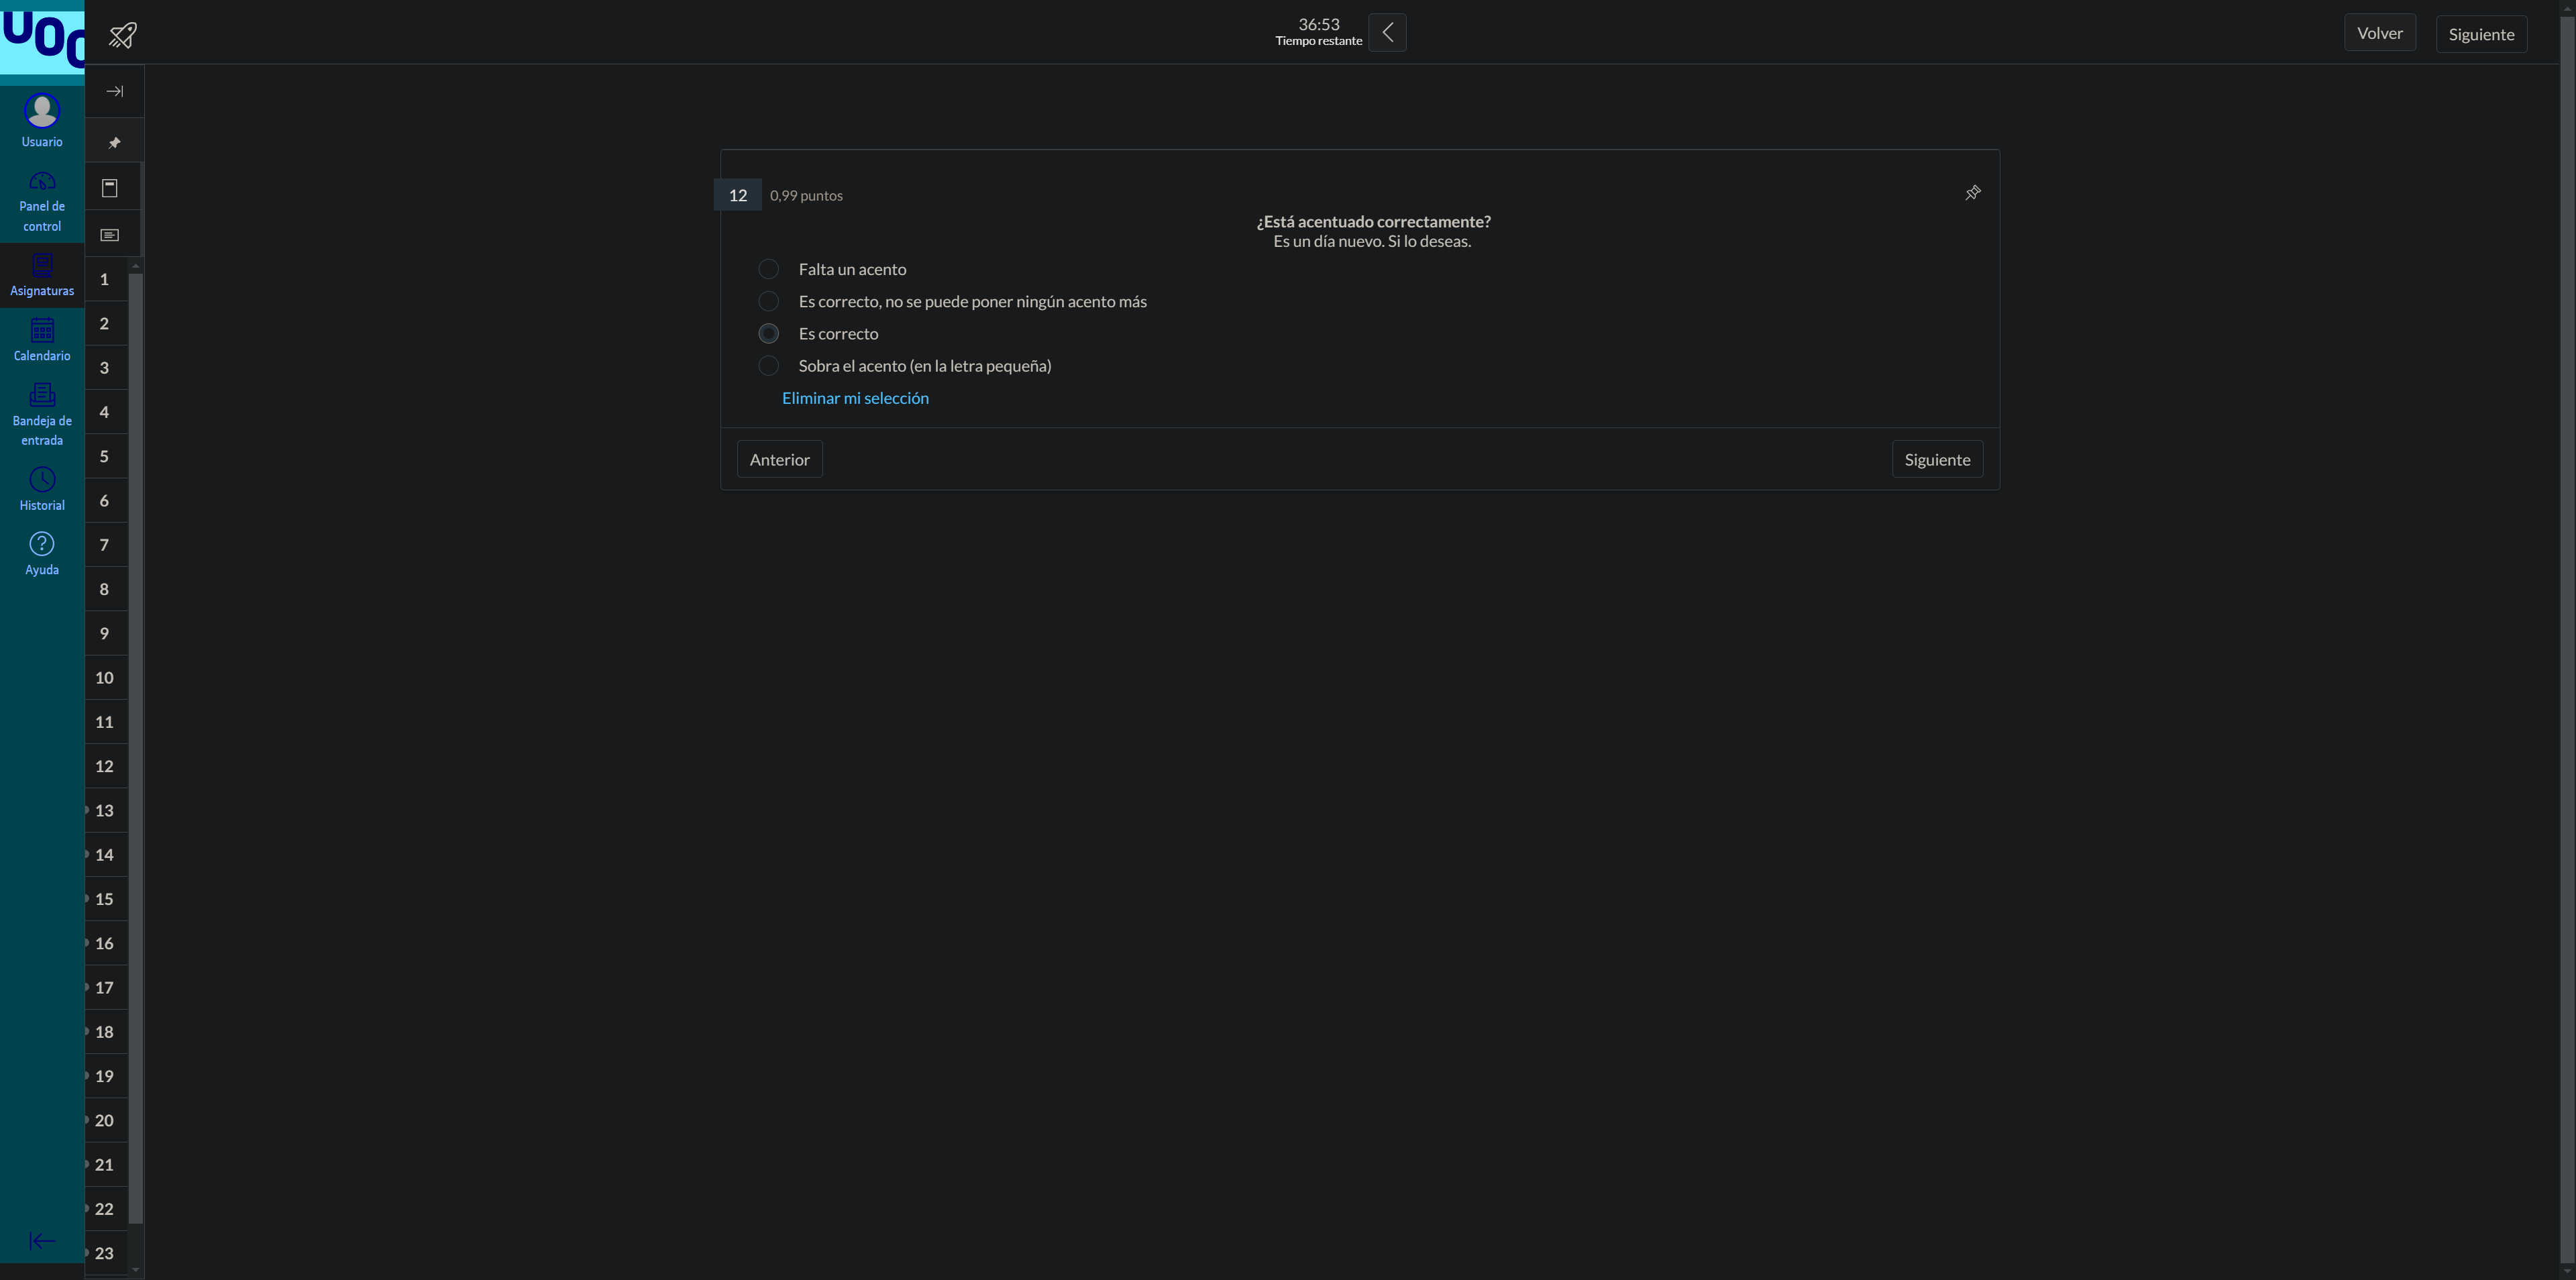 UOC
Usuario
Panel de
control
Asignaturas
Calendario
Bandeja de
entrada
Historial
Ayuda
36:53
Tiempo restante
Volver
Siguiente
1
2
3
4
5
6
7
8
9
10
11
12
13
14
15
16
17
18
19
20
21
22
23
12
0,99 puntos
¿Está acentuado correctamente?
Es un día nuevo. Si lo deseas.
Falta un acento
Es correcto, no se puede poner ningún acento más
Es correcto
Sobra el acento (en la letra pequeña)
Eliminar mi selección
Anterior
Siguiente